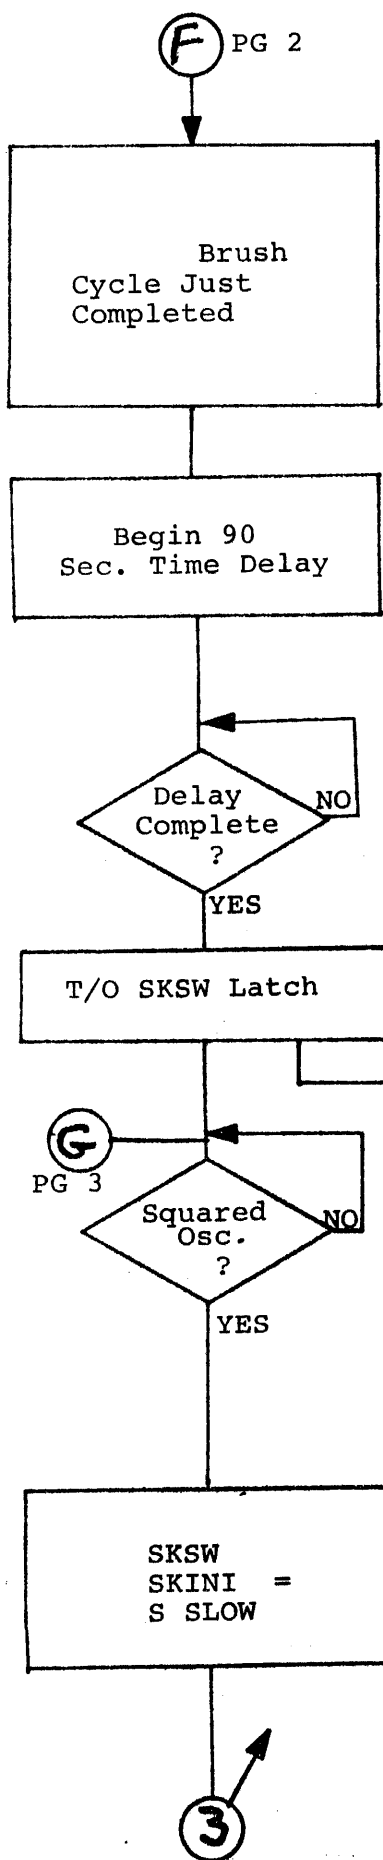 F PG 2
Brush
Cycle Just
Completed
Begin 90
Sec. Time Delay
Delay
Complete
?
NO
YES
T/O SKSW Latch
G
PG 3
Squared
Osc.
?
NO
YES
SKSW
SKINI =
S SLOW
3